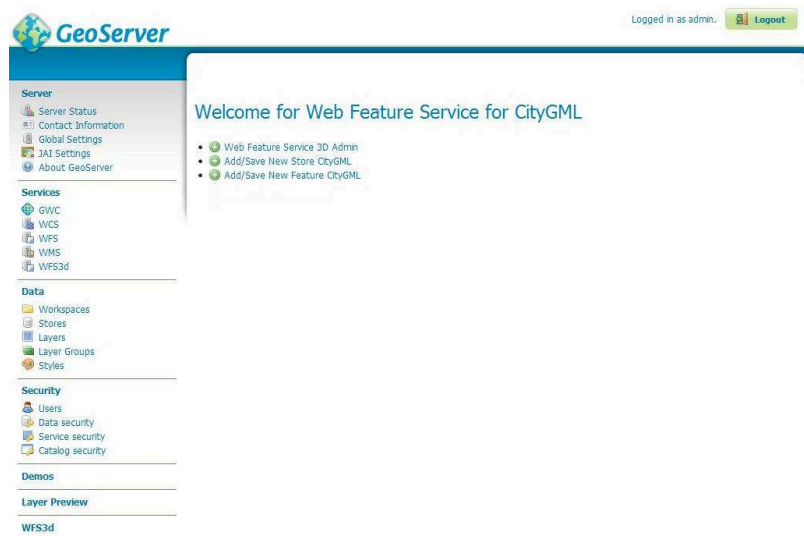 GeoServer
Logged in as admin.
Logout
Server
Server Status
Contact Information
Global Settings
JAI Settings
About GeoServer
Services
GWC
WCS
WFS
WMS
WFS3d
Data
Workspaces
Stores
Layers
Layer Groups
Styles
Security
Users
Data security
Service security
Catalog security
Demos
Layer Preview
WFS3d
Welcome for Web Feature Service for CityGML
Web Feature Service 3D Admin
Add/Save New Store CityGML
Add/Save New Feature CityGML